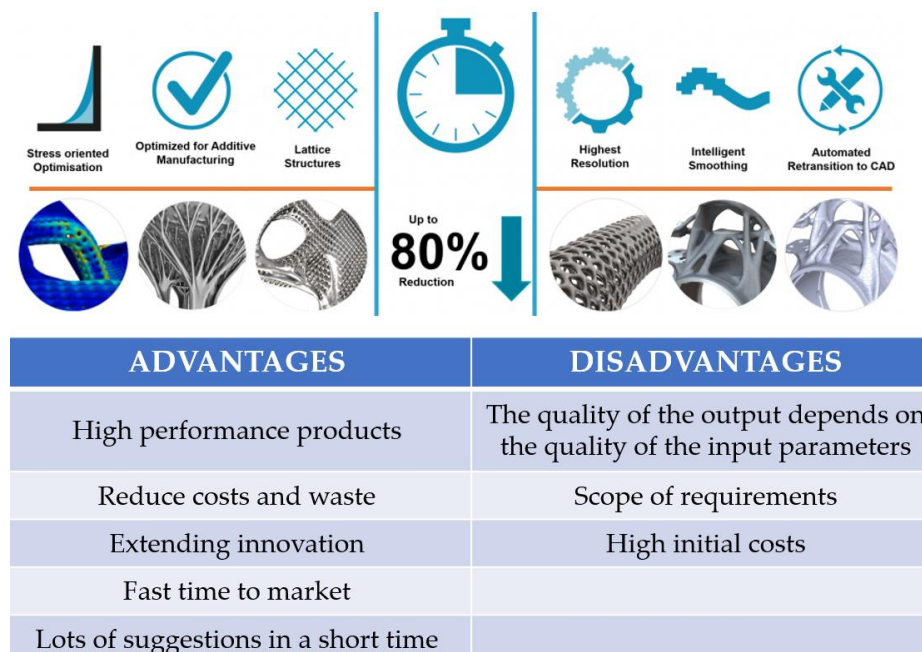 Stress oriented
Optimisation
Optimized for Additive
Manufacturing
Lattice
Structures
Up to
80%
Reduction
Highest
Resolution
Intelligent
Smoothing
Automated
Retransition to CAD
ADVANTAGES
DISADVANTAGES
High performance products
The quality of the output depends on
the quality of the input parameters
Reduce costs and waste
Scope of requirements
Extending innovation
High initial costs
Fast time to market
Lots of suggestions in a short time